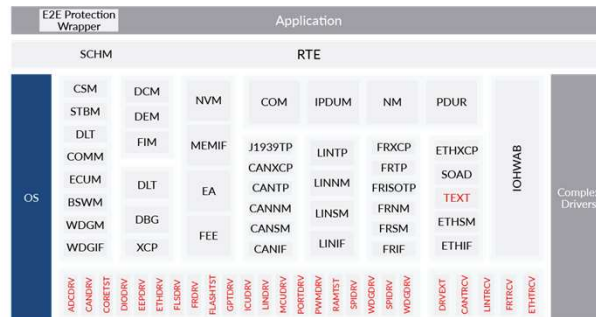 E2E Protection
Wrapper
Application
SCHM
RTE
OS
CSM
STBM
DLT
COMM
ECUM
BSWM
WDGM
WDGIF
DCM
DEM
FIM
DLT
DBG
XCP
NVM
MEMIF
EA
FEE
COM
IPDUM
NM
PDUR
J1939TP
CANXCP
CANTP
CANNM
CANSM
CANIF
LINTP
LINNM
LINSM
LINIF
FRXCP
FRTP
FRISOTP
FRNM
FRSM
FRIF
ETHXCP
SOAD
TEXT
ETHSM
ETHIF
IOHWAB
Complex
Drivers
ADCDRV
CANDRV
CORETST
DIODRV
EEPDRV
ETHDRV
FLSDRV
FRDRV
FLASHTST
GPTDRV
ICUDRV
LINDRV
MCUDRV
PORTDRV
PWMDRV
RAMTST
SPIDRV
WDGDRV
SPIDRV
WDGDRV
DRVEXT
CANTRCV
LINTRCV
FRTRCV
ETHTRCV